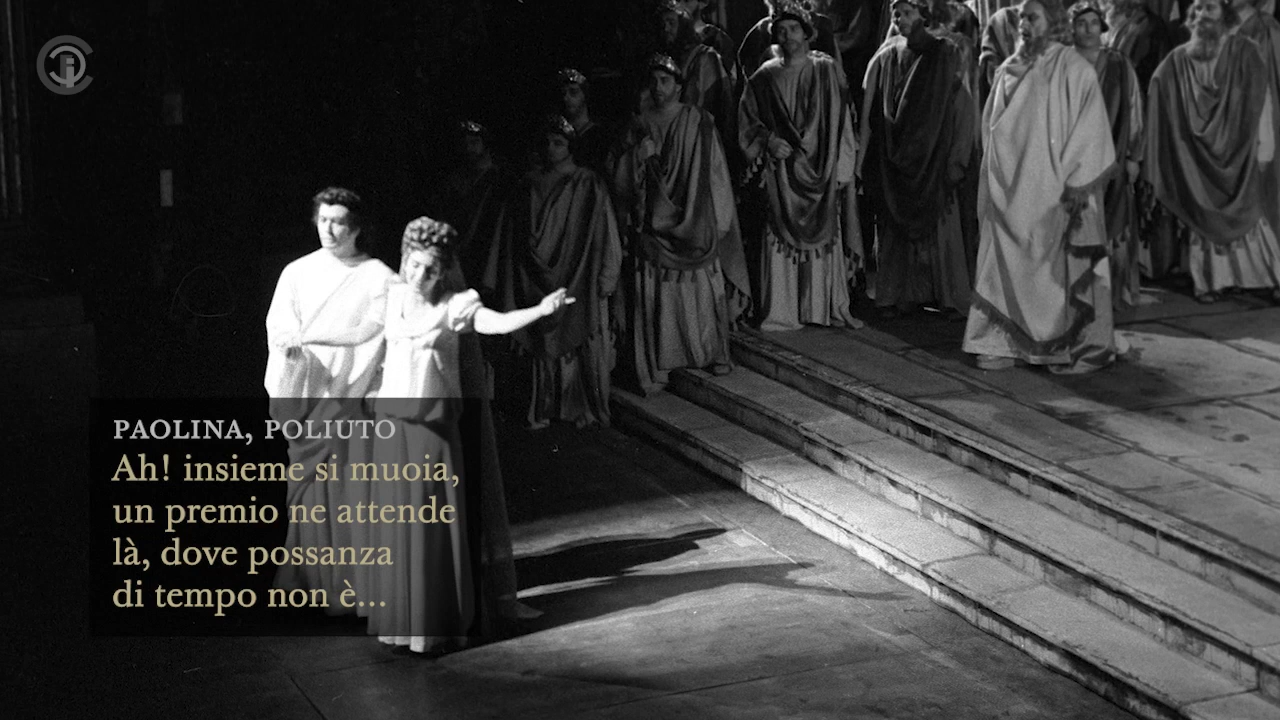 PAOLINA, POLIUTO
Ah! insieme si muoia,
un premio ne attende
là, dove possanza
di tempo non è...